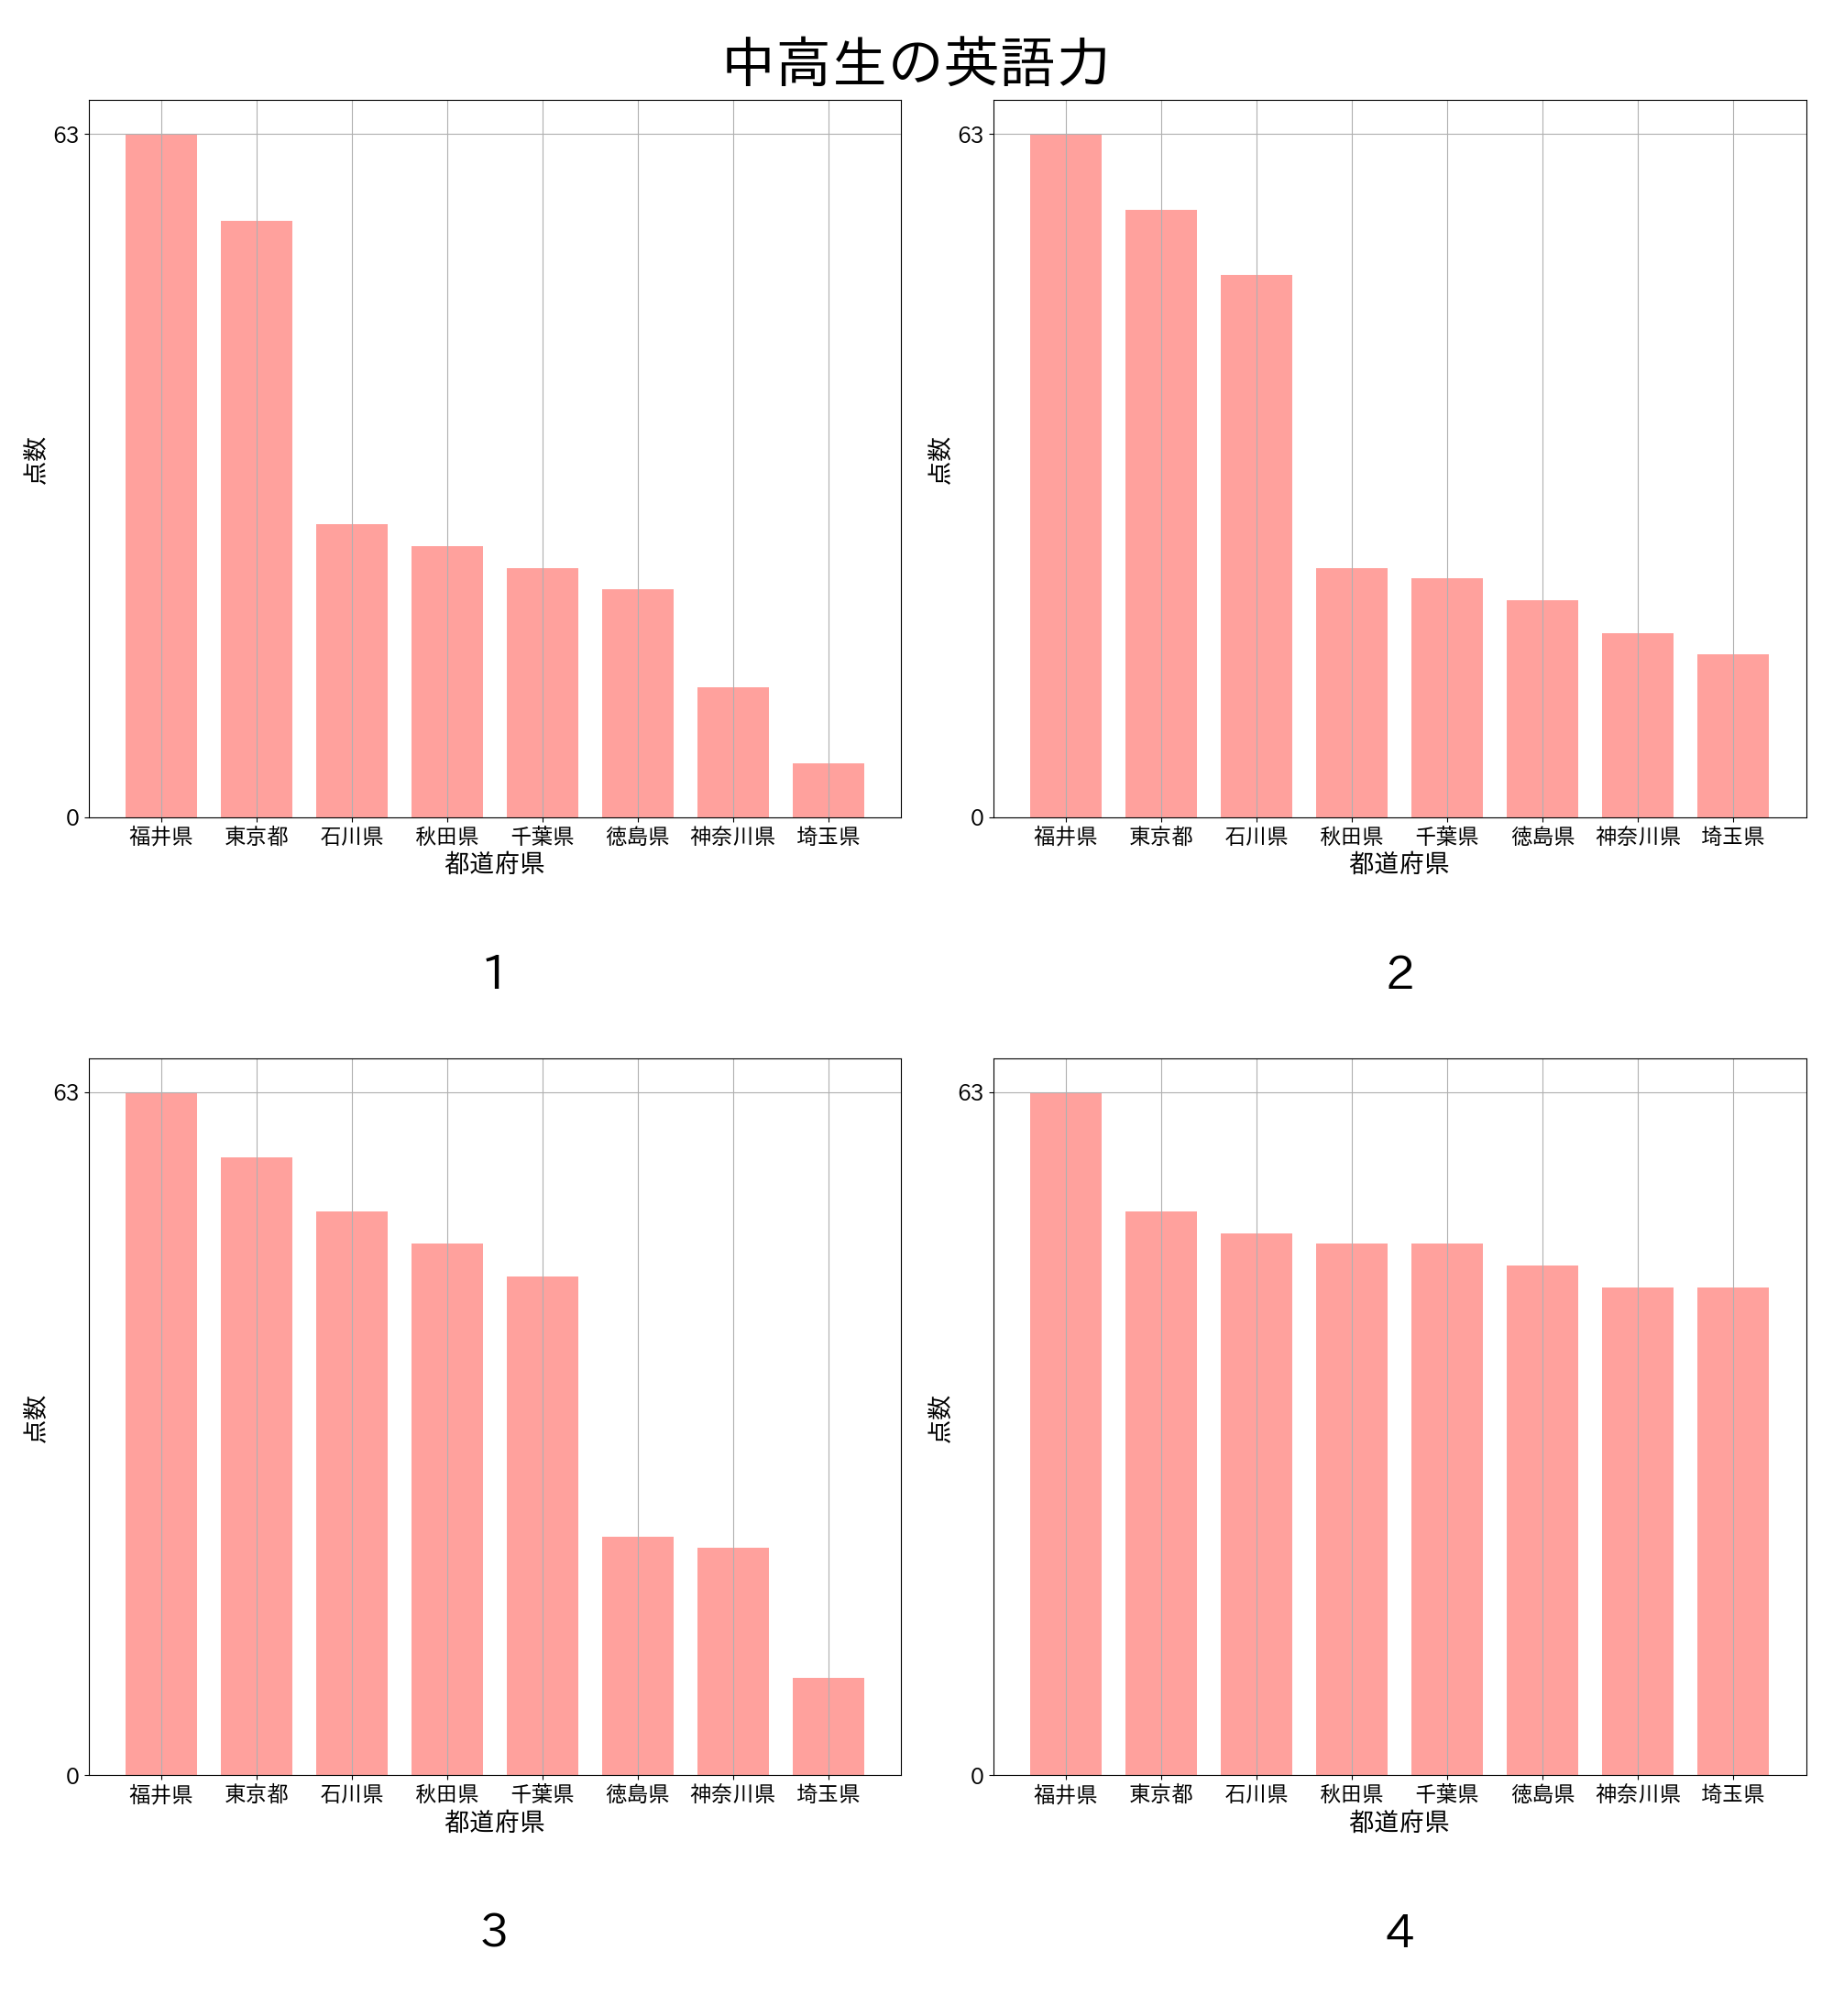 中高生の英語力
63
点数
0
福井県 東京都 石川県 秋田県 千葉県 徳島県 神奈川県 埼玉県
都道府県
1
63
点数
0
福井県 東京都 石川県 秋田県 千葉県 徳島県 神奈川県 埼玉県
都道府県
2
63
点数
0
福井県 東京都 石川県 秋田県 千葉県 徳島県 神奈川県 埼玉県
都道府県
3
63
点数
0
福井県 東京都 石川県 秋田県 千葉県 徳島県 神奈川県 埼玉県
都道府県
4